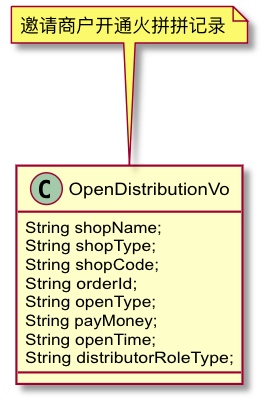 邀请商户开通火拼拼记录
C OpenDistributionVo
String shopName;
String shopType;
String shopCode;
String orderId;
String openType;
String payMoney;
String openTime;
String distributorRoleType;